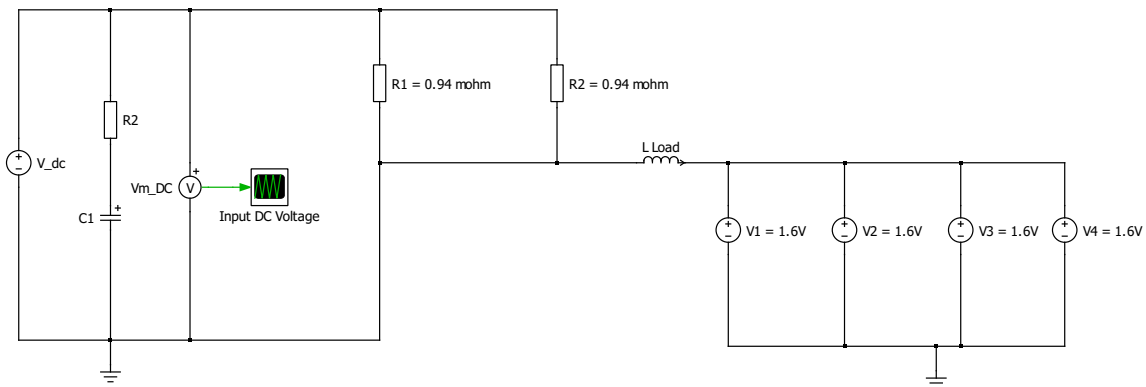 R1 = 0.94 mohm
R2 = 0.94 mohm
R2
L Load
V_dc
Vm_DC
V
C1
Input DC Voltage
V1 = 1.6V
V2 = 1.6V
V3 = 1.6V
V4 = 1.6V